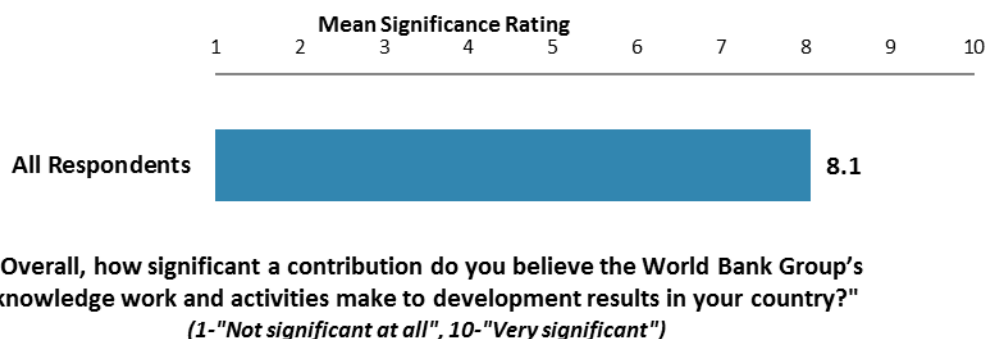 Mean Significance Rating
1 2 3 4 5 6 7 8 9 10
All Respondents 8.1
Overall, how significant a contribution do you believe the World Bank Group’s
knowledge work and activities make to development results in your country?"
(1-"Not significant at all", 10-"Very significant")